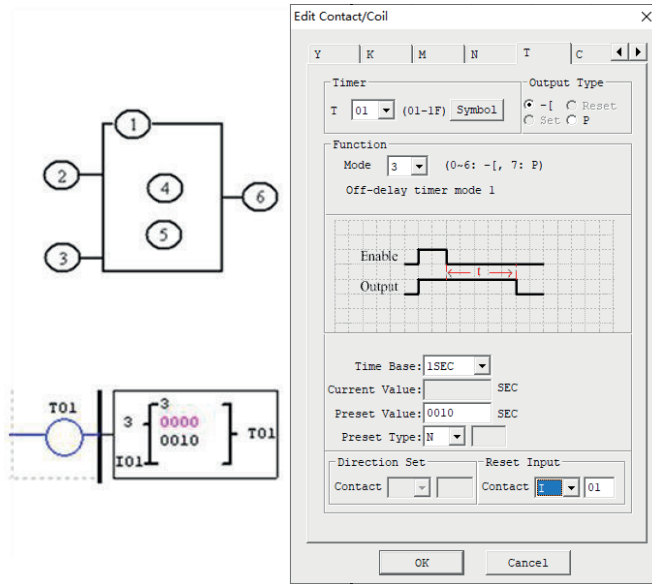 1
2
3
4
5
6
T01
3
3
0000
0010
I01
T01
Edit Contact/Coil
Y K M N T C
Timer
T 01 (01-1F) Symbol
Output Type
-[ Reset
Set P
Function
Mode 3 (0~6: -[, 7: P)
Off-delay timer mode 1
Enable
t
Output
Time Base: 1SEC
Current Value: SEC
Preset Value: 0010 SEC
Preset Type: N
Direction Set
Contact
Reset Input
Contact I 01
OK Cancel